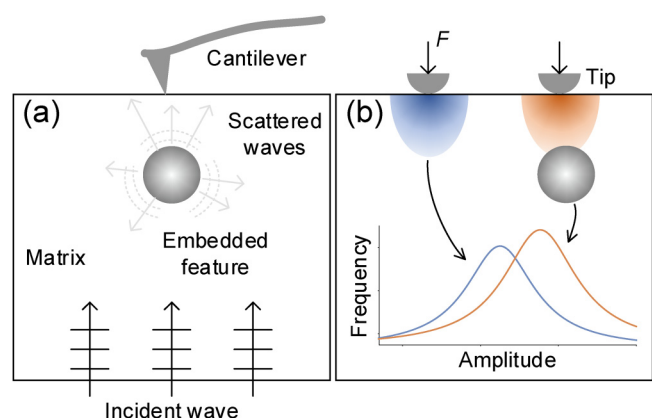 Cantilever
(a)
Scattered
waves
Embedded
feature
Matrix
Incident wave
F
Tip
(b)
Frequency
Amplitude